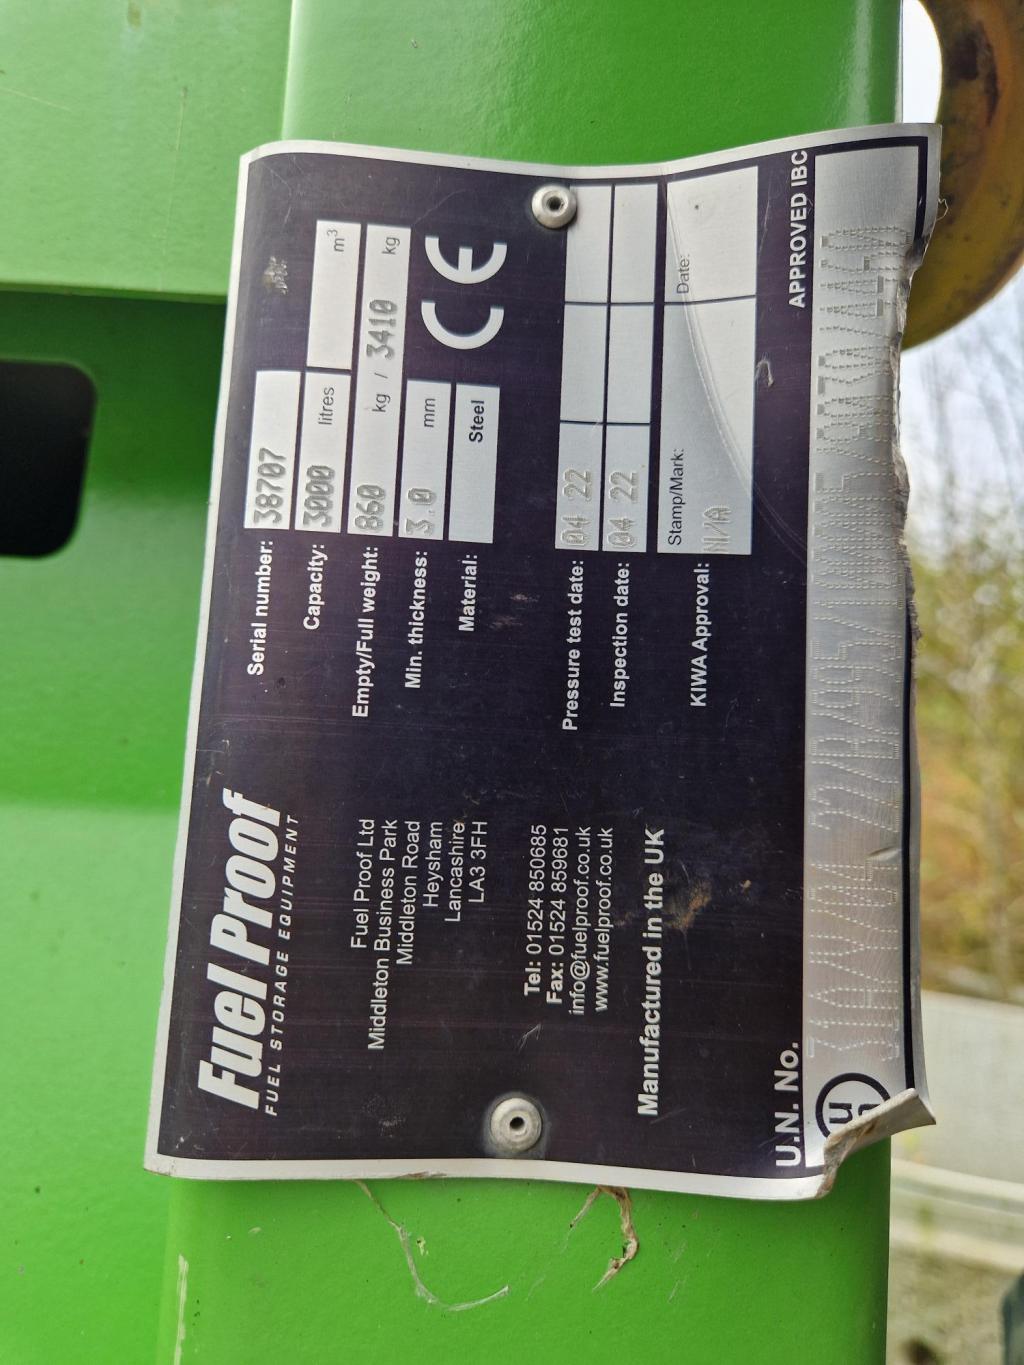 Fuel Proof
FUEL STORAGE EQUIPMENT
Fuel Proof Ltd
Middleton Business Park
Middleton Road
Heysham
Lancashire
LA3 3FH
Tel: 01524 850685
Fax: 01524 859681
info@fuelproof.co.uk
www.fuelproof.co.uk
Manufactured in the UK
Serial number: 38707
Capacity: 3000 litres m³
Empty/Full weight: 860 kg / 3410 kg
Min. thickness: 3.0 mm
Material: Steel
CE
Pressure test date: 04 22
Inspection date: 04 22
KIWA Approval: Stamp/Mark: N/A Date:
U.N. No. APPROVED IBC